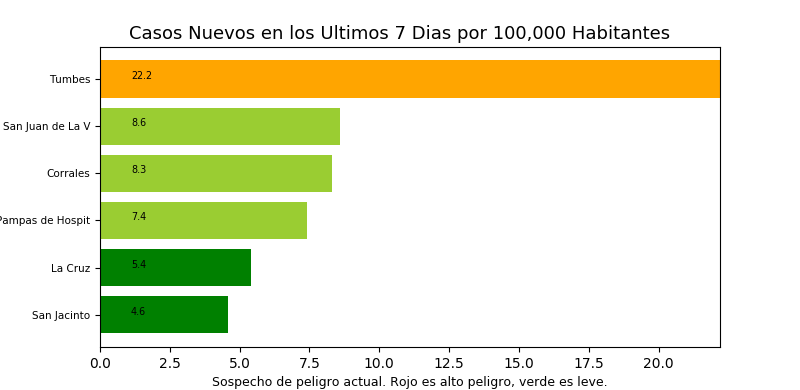 Casos Nuevos en los Ultimos 7 Dias por 100,000 Habitantes
Tumbes 22.2
San Juan de La V 8.6
Corrales 8.3
Pampas de Hospit 7.4
La Cruz 5.4
San Jacinto 4.6
0.0 2.5 5.0 7.5 10.0 12.5 15.0 17.5 20.0
Sospecho de peligro actual. Rojo es alto peligro, verde es leve.